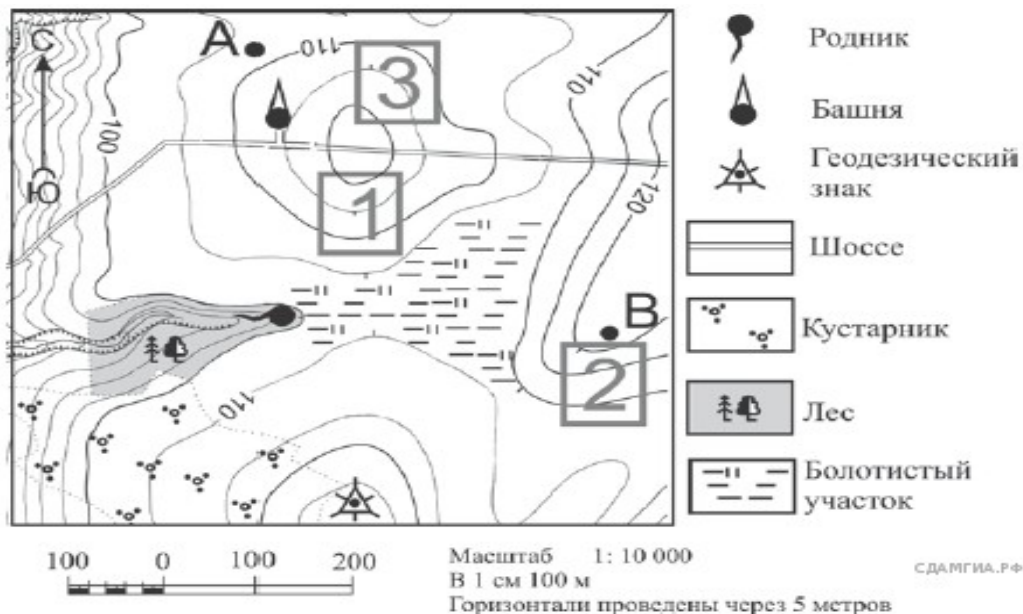 С
Ю
А
110
3
100
1
110
120
В
2
110
Родник
Башня
Геодезический
знак
Шоссе
Кустарник
Лес
Болотистый
участок
100 0 100 200
Масштаб 1: 10 000
В 1 см 100 м
Горизонтали проведены через 5 метров
СДАМГИА.РФ